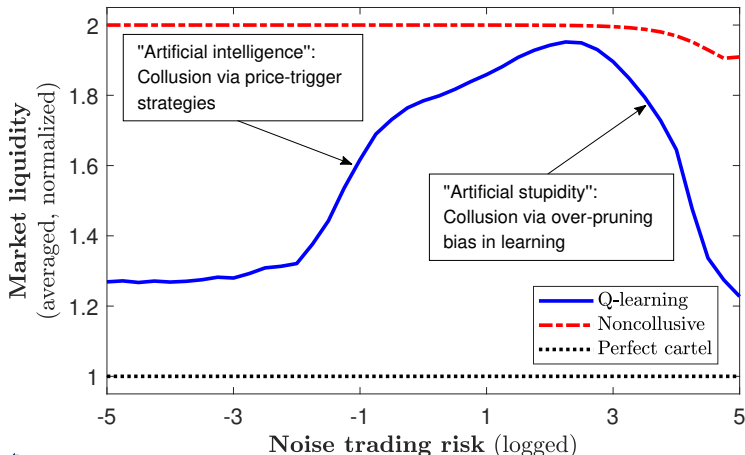 2
1.8
1.6
1.4
1.2
1
Market liquidity
(averaged, normalized)
"Artificial intelligence":
Collusion via price-trigger
strategies
"Artificial stupidity":
Collusion via over-pruning
bias in learning
Q-learning
Noncollusive
Perfect cartel
-5
-3
-1
1
3
5
Noise trading risk (logged)